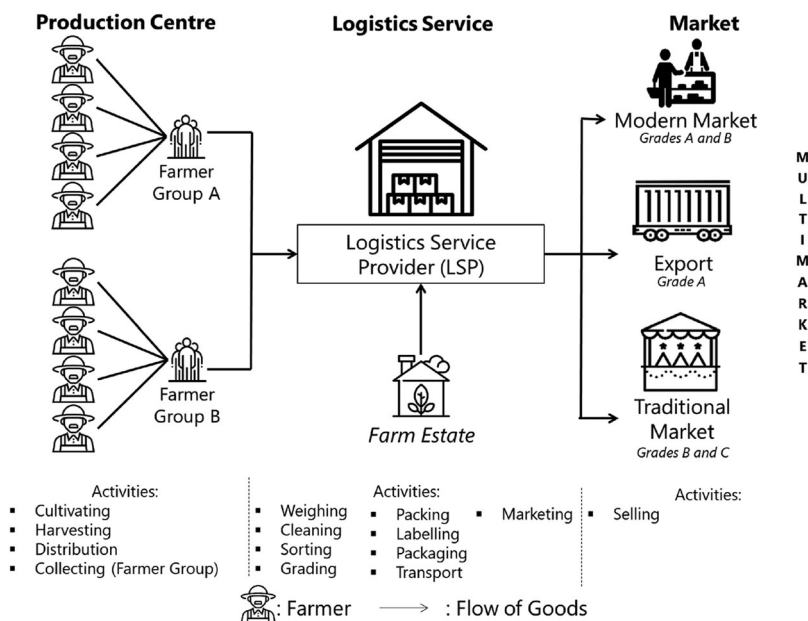 Production Centre
Logistics Service
Market
Farmer
Group A
Farmer
Group B
Logistics Service
Provider (LSP)
Farm Estate
Modern Market
Grades A and B
Export
Grade A
Traditional
Market
Grades B and C
M
U
L
T
I
M
A
R
K
E
T
Activities:
▪ Cultivating
▪ Harvesting
▪ Distribution
▪ Collecting (Farmer Group)
Activities:
▪ Weighing
▪ Cleaning
▪ Sorting
▪ Grading
▪ Packing
▪ Labelling
▪ Packaging
▪ Transport
▪ Marketing
Activities:
▪ Selling
: Farmer
: Flow of Goods